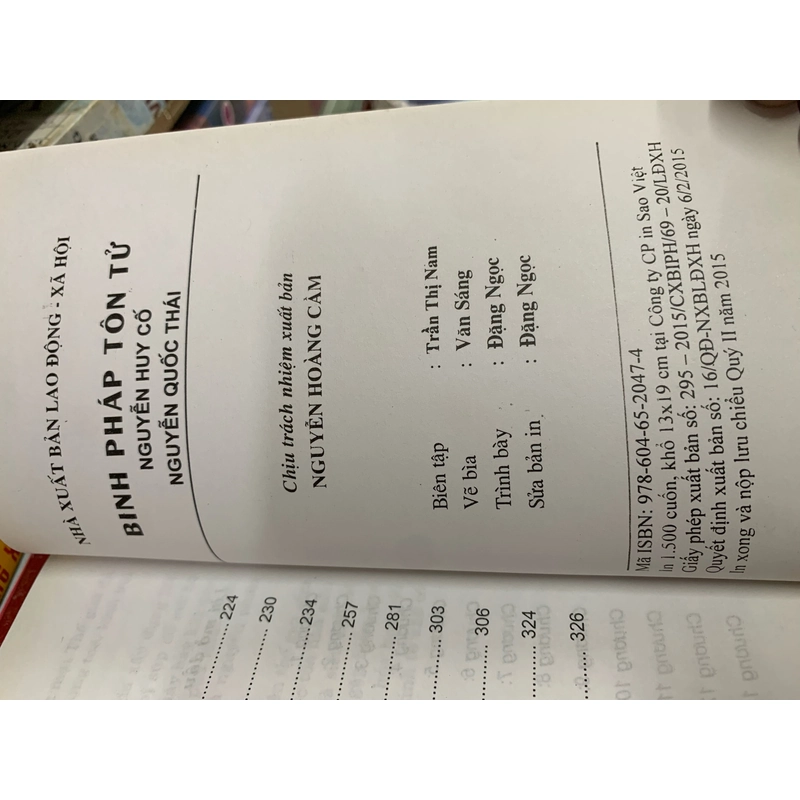 NHÀ XUẤT BẢN LAO ĐỘNG - XÃ HỘI
BINH PHÁP TÔN TỬ
NGUYỄN HUY CỐ
NGUYỄN QUỐC THÁI
Chịu trách nhiệm xuất bản
NGUYỄN HOÀNG CẦM
Biên tập : Trần Thị Nam
Vẽ bìa : Văn Sáng
Trình bày : Đặng Ngọc
Sửa bản in : Đặng Ngọc
Mã ISBN: 978-604-65-2047-4
In 1.500 cuốn, khổ 13x19 cm tại Công ty CP in Sao Việt
Giấy phép xuất bản số: 295 – 2015/CXBIPH/69 – 20/LĐXH
Quyết định xuất bản số: 16/QĐ-NXBLĐXH ngày 6/2/2015
In xong và nộp lưu chiểu Quý II năm 2015
224
230
234
257
281
303
306
324
326